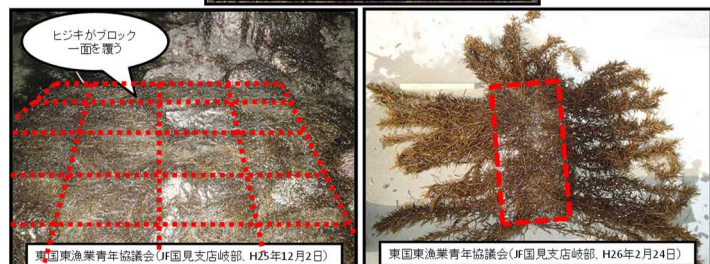 ヒジキがブロック
一面を覆う
東国東漁業青年協議会(JF国見支店岐部、H25年12月2日)
東国東漁業青年協議会(JF国見支店岐部、H26年2月24日)